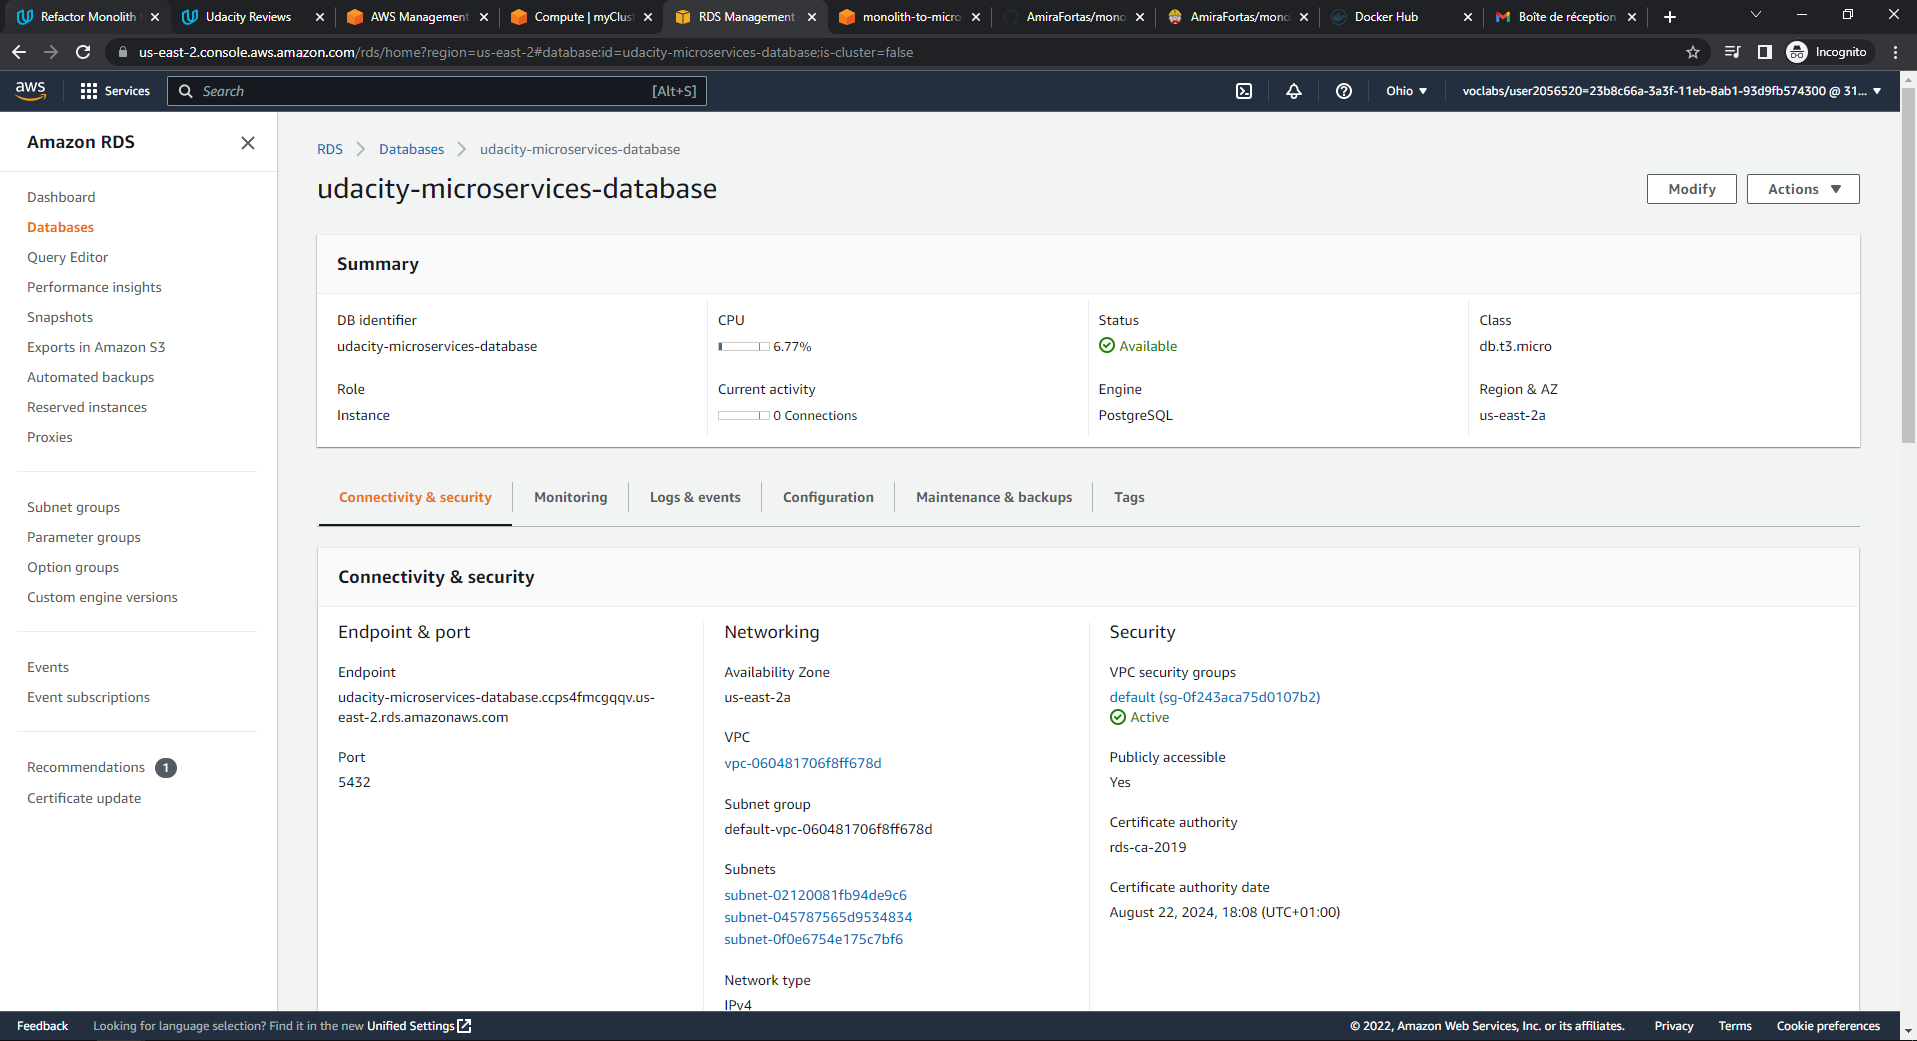 Refactor Monolith
Udacity Reviews
AWS Management
Compute | myClus
RDS Management
monolith-to-micro
AmiraFortas/mono
AmiraFortas/mono
Docker Hub
Boîte de réception
us-east-2.console.aws.amazon.com/rds/home?region=us-east-2#database:id=udacity-microservices-database;is-cluster=false
Incognito
aws
Services
Search
[Alt+S]
Ohio
voclabs/user2056520=23b8c66a-3a3f-11eb-8ab1-93d9fb574300 @ 31...
Amazon RDS
Dashboard
Databases
Query Editor
Performance insights
Snapshots
Exports in Amazon S3
Automated backups
Reserved instances
Proxies
Subnet groups
Parameter groups
Option groups
Custom engine versions
Events
Event subscriptions
Recommendations 1
Certificate update
RDS > Databases > udacity-microservices-database
udacity-microservices-database
Modify
Actions
Summary
DB identifier
udacity-microservices-database
CPU
6.77%
Status
Available
Class
db.t3.micro
Role
Instance
Current activity
0 Connections
Engine
PostgreSQL
Region & AZ
us-east-2a
Connectivity & security
Monitoring
Logs & events
Configuration
Maintenance & backups
Tags
Connectivity & security
Endpoint & port
Endpoint
udacity-microservices-database.ccps4fmcgqqv.us-
east-2.rds.amazonaws.com
Port
5432
Networking
Availability Zone
us-east-2a
VPC
vpc-060481706f8ff678d
Subnet group
default-vpc-060481706f8ff678d
Subnets
subnet-02120081fb94de9c6
subnet-045787565d9534834
subnet-0f0e6754e175c7bf6
Network type
IPv4
Security
VPC security groups
default (sg-0f243aca75d0107b2)
Active
Publicly accessible
Yes
Certificate authority
rds-ca-2019
Certificate authority date
August 22, 2024, 18:08 (UTC+01:00)
Feedback
Looking for language selection? Find it in the new Unified Settings
© 2022, Amazon Web Services, Inc. or its affiliates.
Privacy
Terms
Cookie preferences